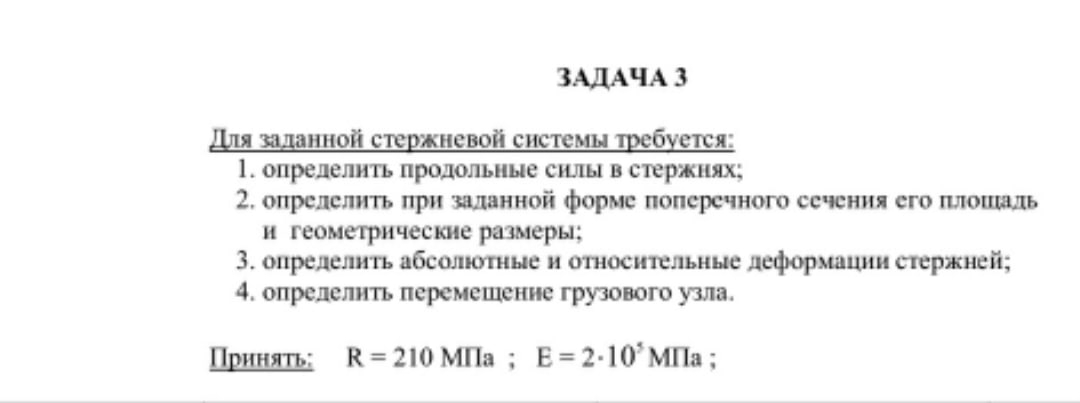 ЗАДАЧА 3
Для заданной стержневой системы требуется:
1. определить продольные силы в стержнях;
2. определить при заданной форме поперечного сечения его площадь
и геометрические размеры;
3. определить абсолютные и относительные деформации стержней;
4. определить перемещение грузового узла.
Принять: R = 210 МПа ; E = 2·10⁵ МПа ;